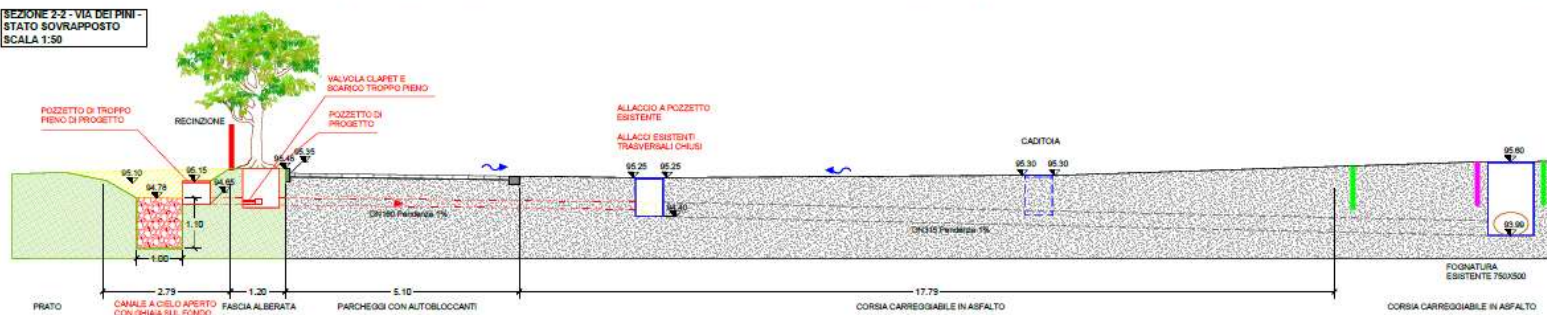 SEZIONE 2-2 - VIA DEI PINI -
STATO SOVRAPPOSTO
SCALA 1:50
VALVOLA CLAPET E
SCARICO TROPPO PIENO
POZZETTO DI TROPPO
PIENO DI PROGETTO
RECINZIONE
POZZETTO DI
PROGETTO
ALLACCIO A POZZETTO
ESISTENTE
ALLACCI ESISTENTI
TRASVERSALI CHIUSI
CADITOIA
95.10
94.78
95.15
94.65
95.45
95.35
95.25
95.25
94.40
95.30
95.30
95.60
93.99
DN160 Pendenza 1%
DN315 Pendenza 1%
1.10
1.00
2.79
1.20
5.10
17.79
FOGNATURA
ESISTENTE 750X500
PRATO
CANALE A CIELO APERTO
CON GHIAIA SUL FONDO
FASCIA ALBERATA
PARCHEGGI CON AUTOBLOCCANTI
CORSIA CARREGGIABILE IN ASFALTO
CORSIA CARREGGIABILE IN ASFALTO